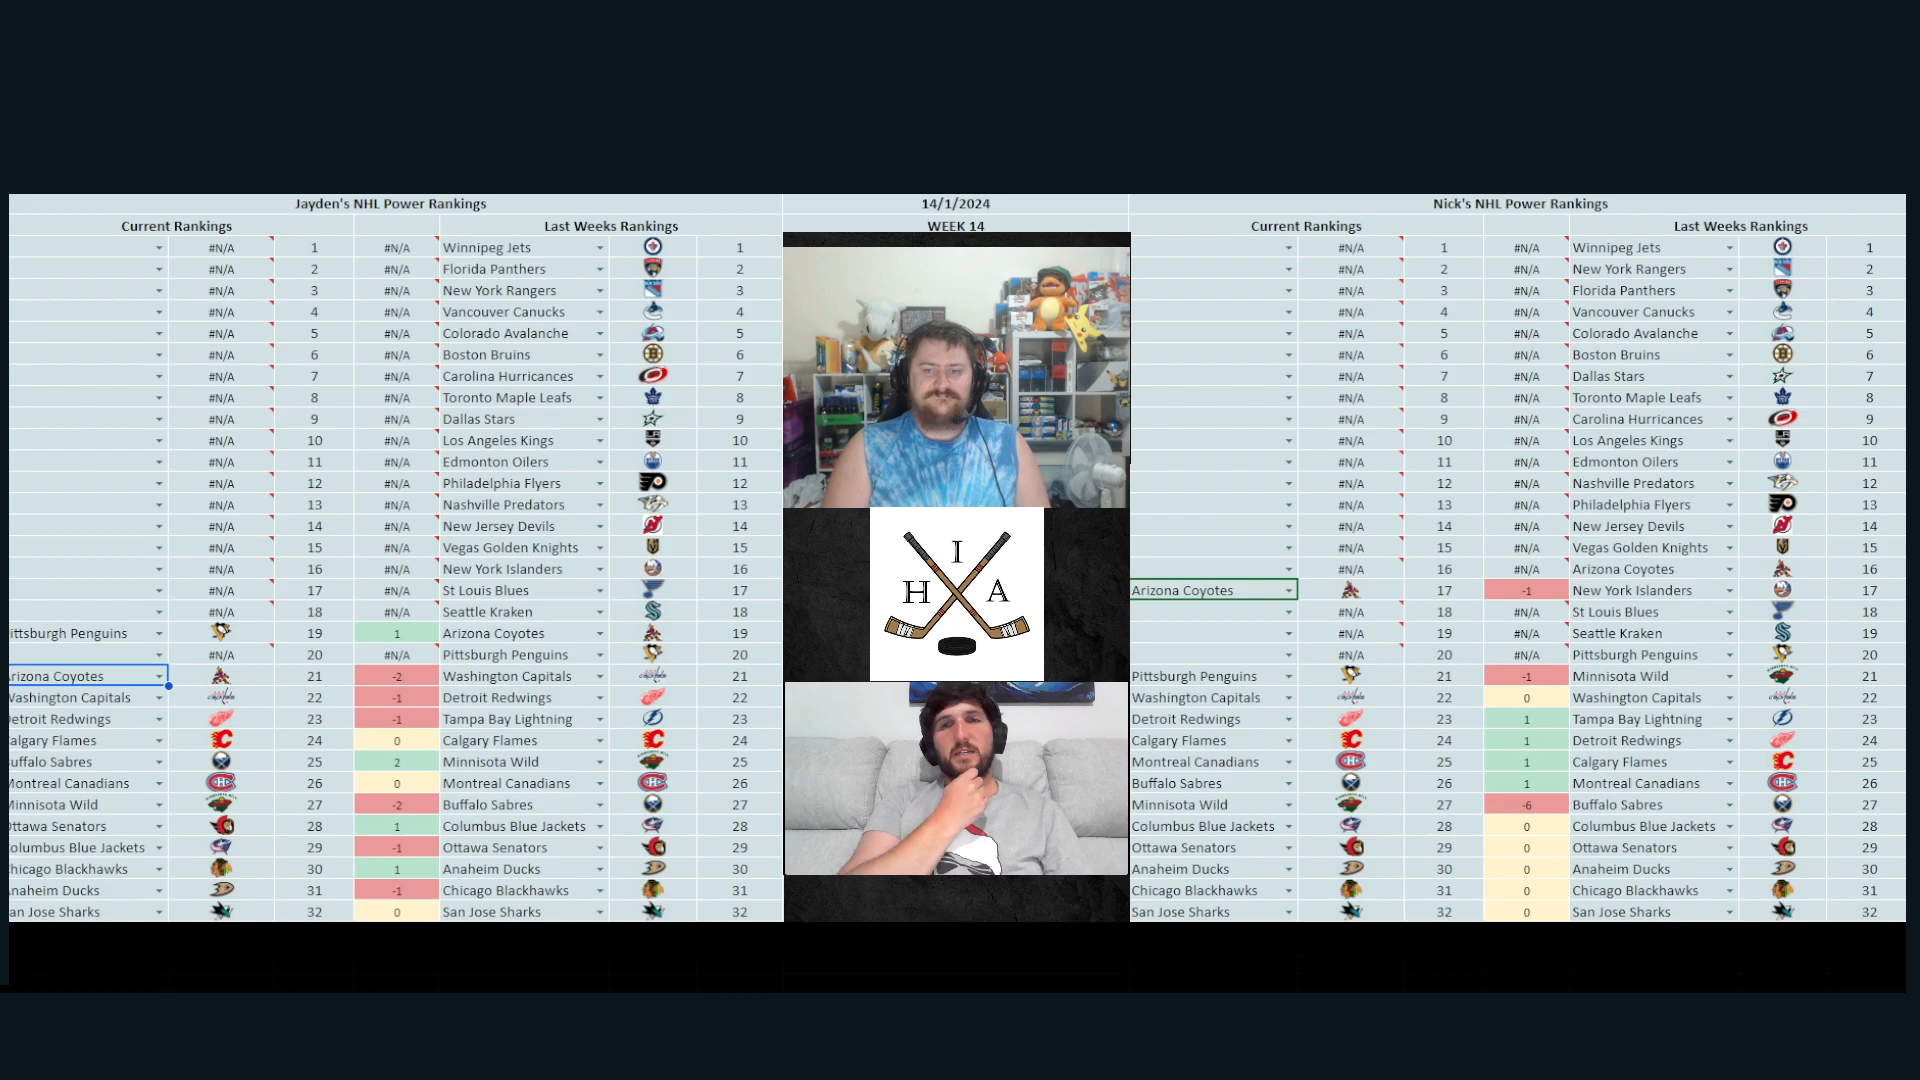 Jayden's NHL Power Rankings 14/1/2024 Nick's NHL Power Rankings
Current Rankings Last Weeks Rankings WEEK 14 Current Rankings Last Weeks Rankings
#N/A 1 #N/A Winnipeg Jets 1 #N/A 1 #N/A Winnipeg Jets 1
#N/A 2 #N/A Florida Panthers 2 #N/A 2 #N/A New York Rangers 2
#N/A 3 #N/A New York Rangers 3 #N/A 3 #N/A Florida Panthers 3
#N/A 4 #N/A Vancouver Canucks 4 #N/A 4 #N/A Vancouver Canucks 4
#N/A 5 #N/A Colorado Avalanche 5 #N/A 5 #N/A Colorado Avalanche 5
#N/A 6 #N/A Boston Bruins 6 #N/A 6 #N/A Boston Bruins 6
#N/A 7 #N/A Carolina Hurricances 7 #N/A 7 #N/A Dallas Stars 7
#N/A 8 #N/A Toronto Maple Leafs 8 #N/A 8 #N/A Toronto Maple Leafs 8
#N/A 9 #N/A Dallas Stars 9 #N/A 9 #N/A Carolina Hurricances 9
#N/A 10 #N/A Los Angeles Kings 10 #N/A 10 #N/A Los Angeles Kings 10
#N/A 11 #N/A Edmonton Oilers 11 #N/A 11 #N/A Edmonton Oilers 11
#N/A 12 #N/A Philadelphia Flyers 12 #N/A 12 #N/A Nashville Predators 12
#N/A 13 #N/A Nashville Predators 13 #N/A 13 #N/A Philadelphia Flyers 13
#N/A 14 #N/A New Jersey Devils 14 #N/A 14 #N/A New Jersey Devils 14
#N/A 15 #N/A Vegas Golden Knights 15 #N/A 15 #N/A Vegas Golden Knights 15
#N/A 16 #N/A New York Islanders 16 #N/A 16 #N/A Arizona Coyotes 16
#N/A 17 #N/A St Louis Blues 17 H I A Arizona Coyotes 17 -1 New York Islanders 17
#N/A 18 #N/A Seattle Kraken 18 #N/A 18 #N/A St Louis Blues 18
ittsburgh Penguins 19 1 Arizona Coyotes 19 #N/A 19 #N/A Seattle Kraken 19
#N/A 20 #N/A Pittsburgh Penguins 20 #N/A 20 #N/A Pittsburgh Penguins 20
rizona Coyotes 21 -2 Washington Capitals 21 Pittsburgh Penguins 21 -1 Minnisota Wild 21
Washington Capitals 22 -1 Detroit Redwings 22 Washington Capitals 22 0 Washington Capitals 22
etroit Redwings 23 -1 Tampa Bay Lightning 23 Detroit Redwings 23 1 Tampa Bay Lightning 23
algary Flames 24 0 Calgary Flames 24 Calgary Flames 24 1 Detroit Redwings 24
uffalo Sabres 25 2 Minnisota Wild 25 Montreal Canadians 25 1 Calgary Flames 25
Montreal Canadians 26 0 Montreal Canadians 26 Buffalo Sabres 26 1 Montreal Canadians 26
Minnisota Wild 27 -2 Buffalo Sabres 27 Minnisota Wild 27 -6 Buffalo Sabres 27
ttawa Senators 28 1 Columbus Blue Jackets 28 Columbus Blue Jackets 28 0 Columbus Blue Jackets 28
olumbus Blue Jackets 29 -1 Ottawa Senators 29 Ottawa Senators 29 0 Ottawa Senators 29
hicago Blackhawks 30 1 Anaheim Ducks 30 Anaheim Ducks 30 0 Anaheim Ducks 30
naheim Ducks 31 -1 Chicago Blackhawks 31 Chicago Blackhawks 31 0 Chicago Blackhawks 31
an Jose Sharks 32 0 San Jose Sharks 32 San Jose Sharks 32 0 San Jose Sharks 32